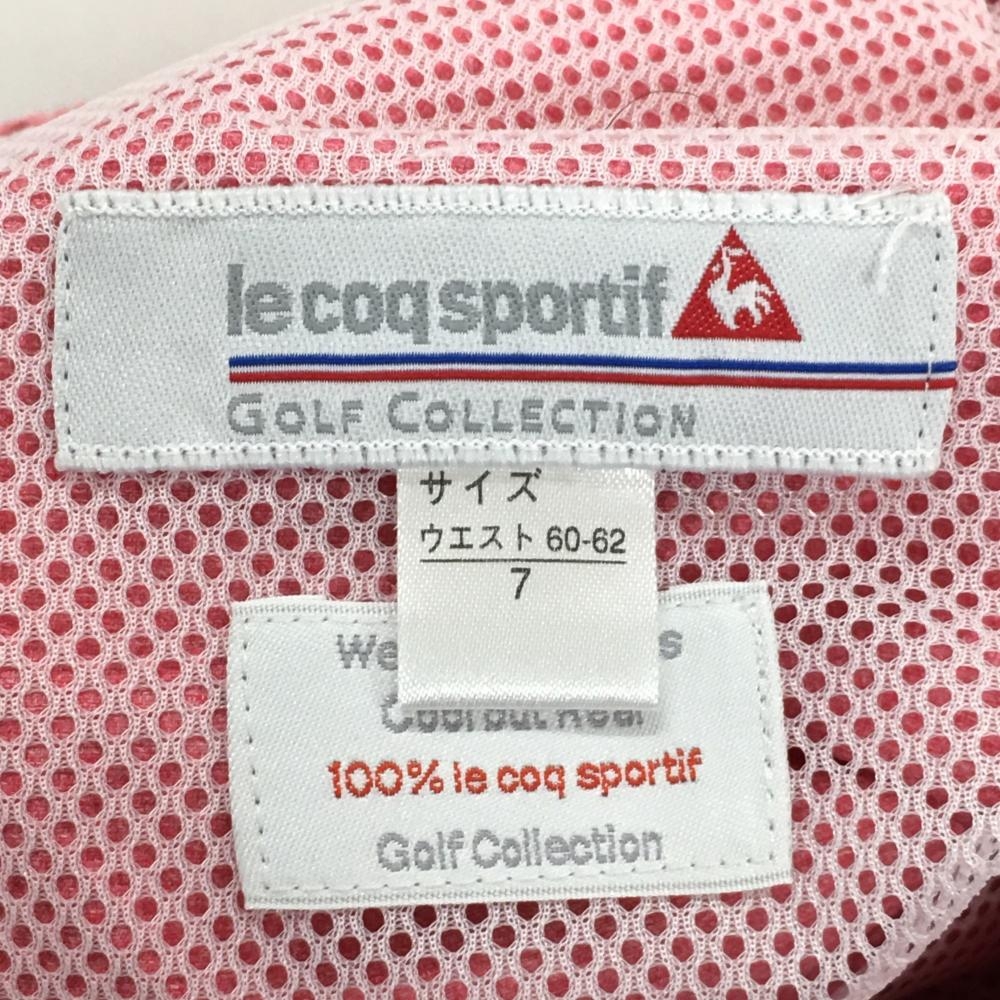 le coq sportif
GOLF COLLECTION
サイズ
ウエスト 60-62
7
100% le coq sportif
Golf Collection